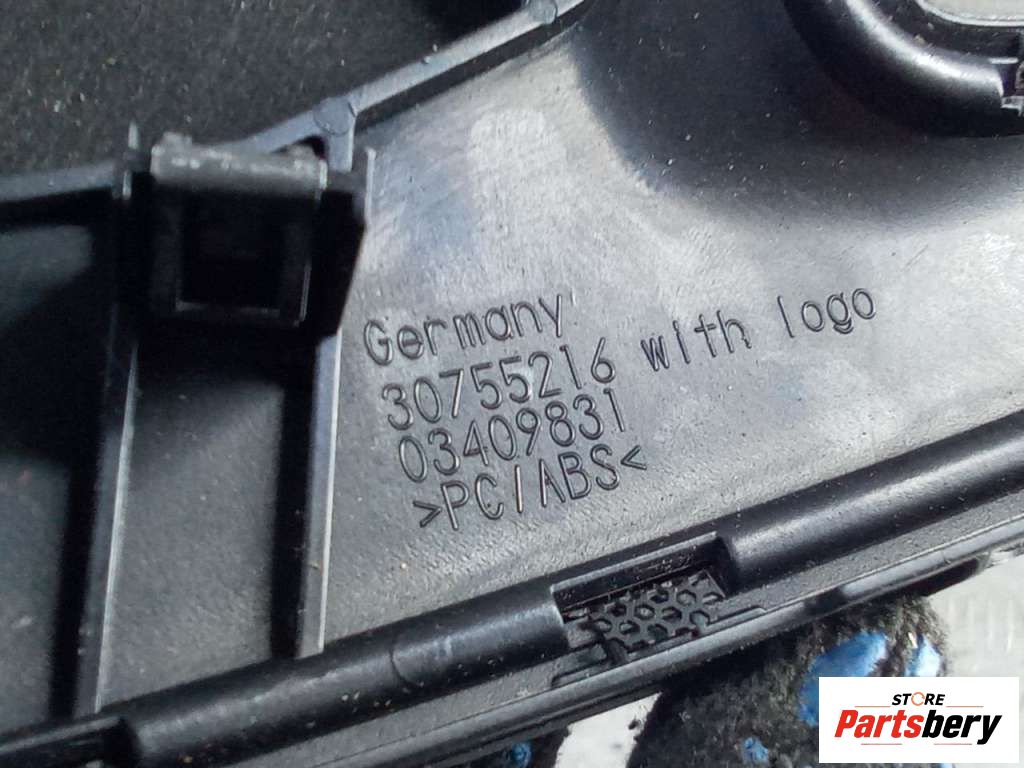 Germany
30755216 with logo
03409831
>PC/ABS<
STORE
Partsbery